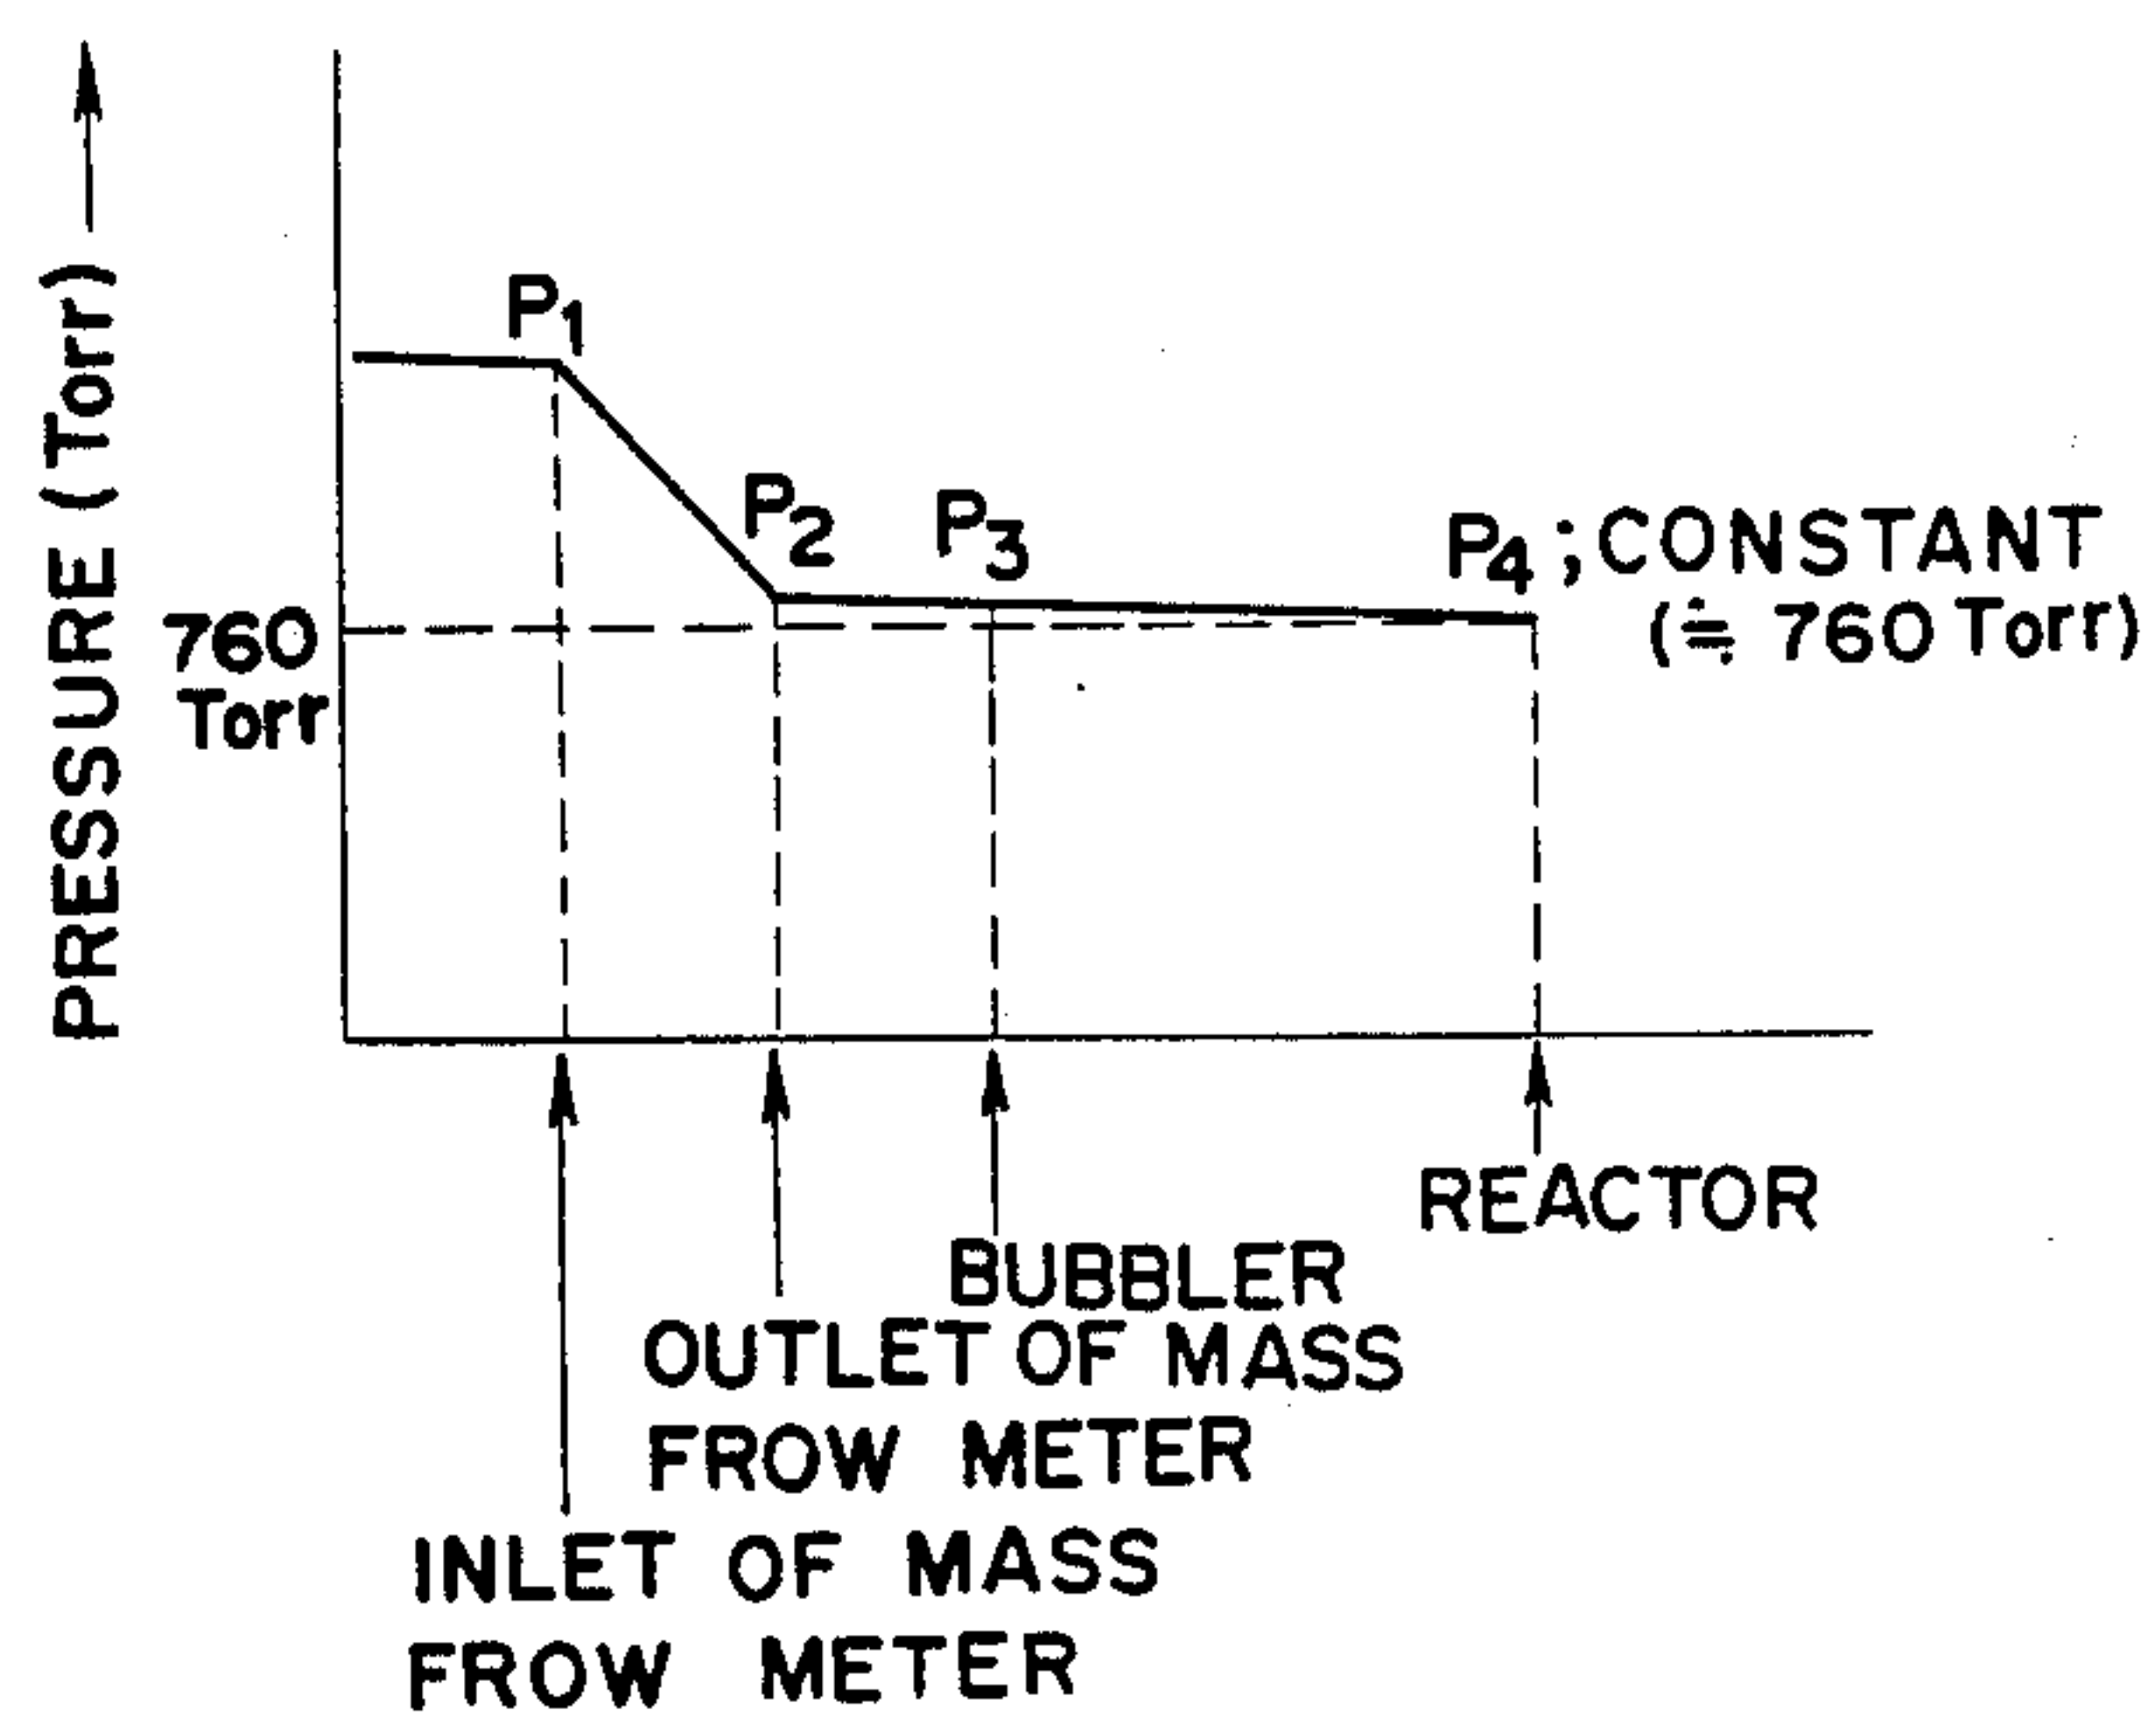 PRESSURE (Torr)
P1
P2
P3
P4 ; CONSTANT
(≒ 760 Torr)
760
Torr
REACTOR
BUBBLER
OUTLET OF MASS
FROW METER
INLET OF MASS
FROW METER